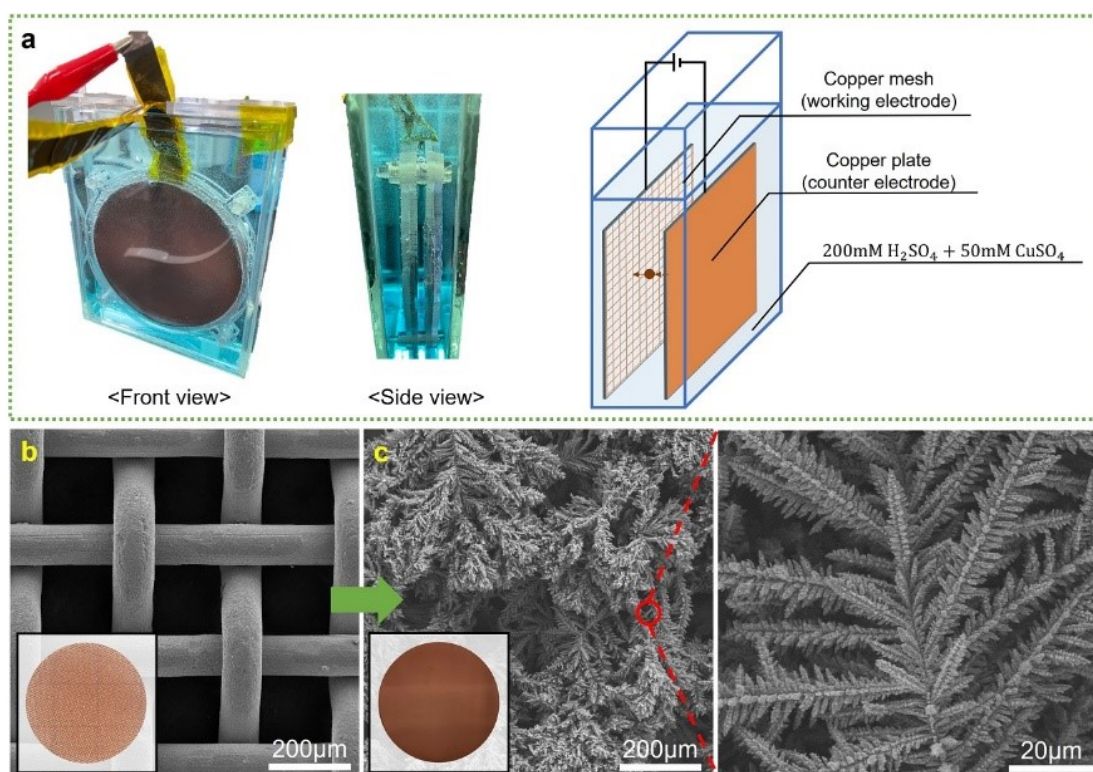 a
Copper mesh
(working electrode)
Copper plate
(counter electrode)
200mM H₂SO₄ + 50mM CuSO₄
<Front view>
<Side view>
b
200μm
c
200μm
20μm